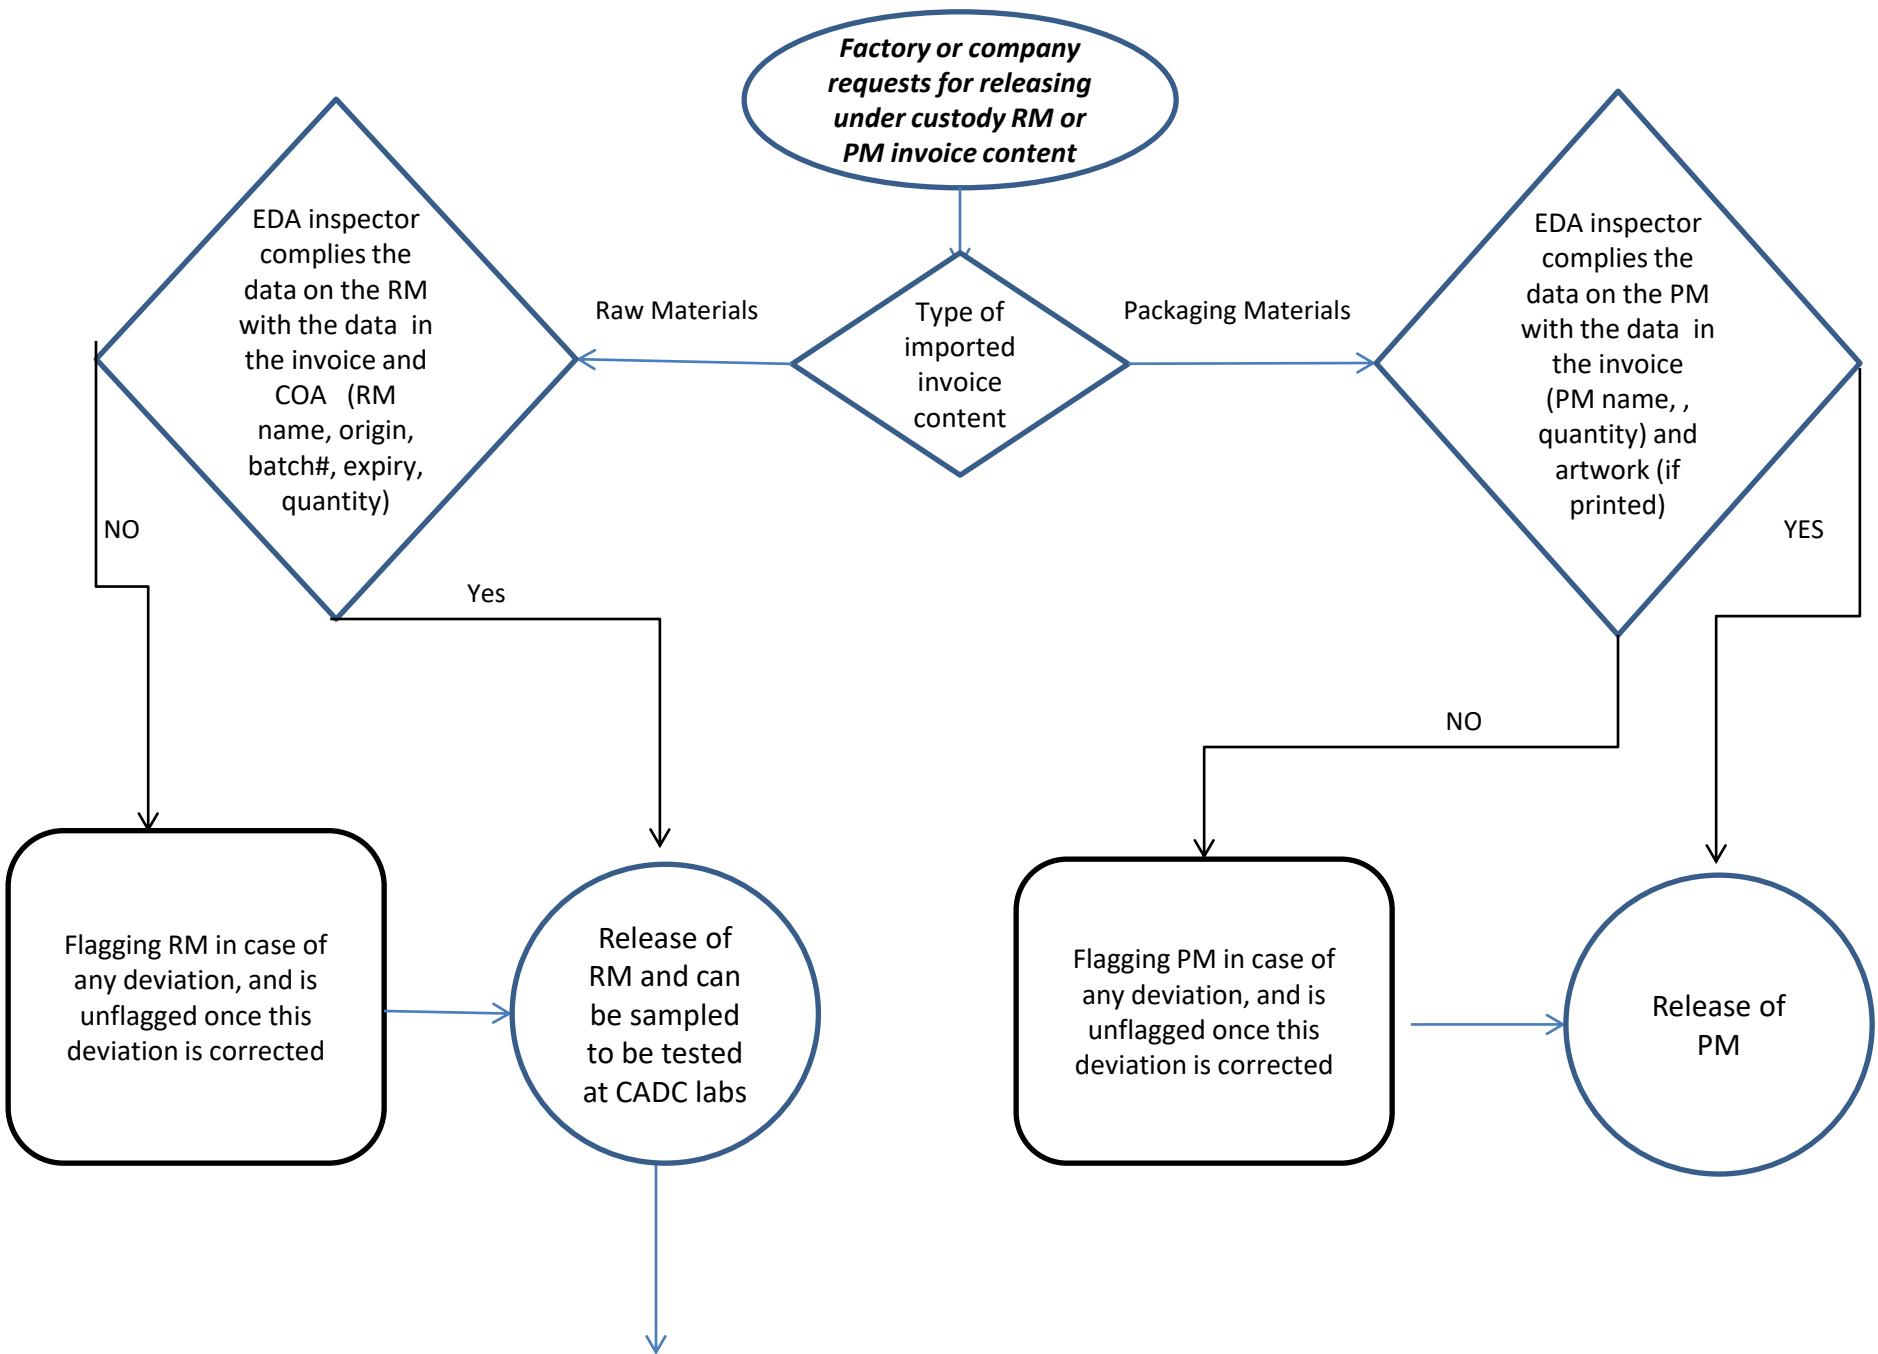 Factory or company
requests for releasing
under custody RM or
PM invoice content
EDA inspector
complies the
data on the RM
with the data  in
the invoice and
COA   (RM
name, origin,
batch#, expiry,
quantity)
Raw Materials
Type of
imported
invoice
content
Packaging Materials
EDA inspector
complies the
data on the PM
with the data  in
the invoice
(PM name, ,
quantity) and
artwork (if
printed)
NO
Yes
YES
NO
Flagging RM in case of
any deviation, and is
unflagged once this
deviation is corrected
Release of
RM and can
be sampled
to be tested
at CADC labs
Flagging PM in case of
any deviation, and is
unflagged once this
deviation is corrected
Release of
PM